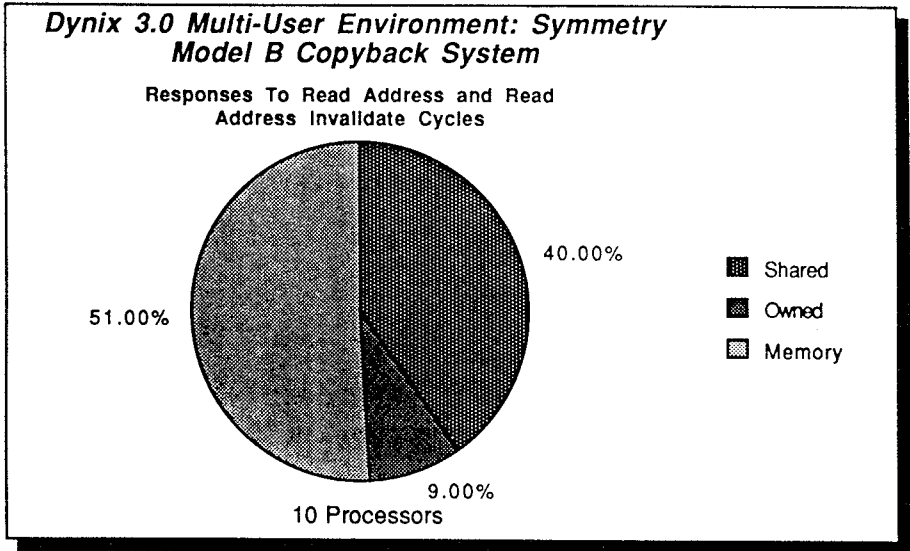 Dynix 3.0 Multi-User Environment: Symmetry
Model B Copyback System
Responses To Read Address and Read
Address Invalidate Cycles
40.00%
51.00%
9.00%
10 Processors
Shared
Owned
Memory